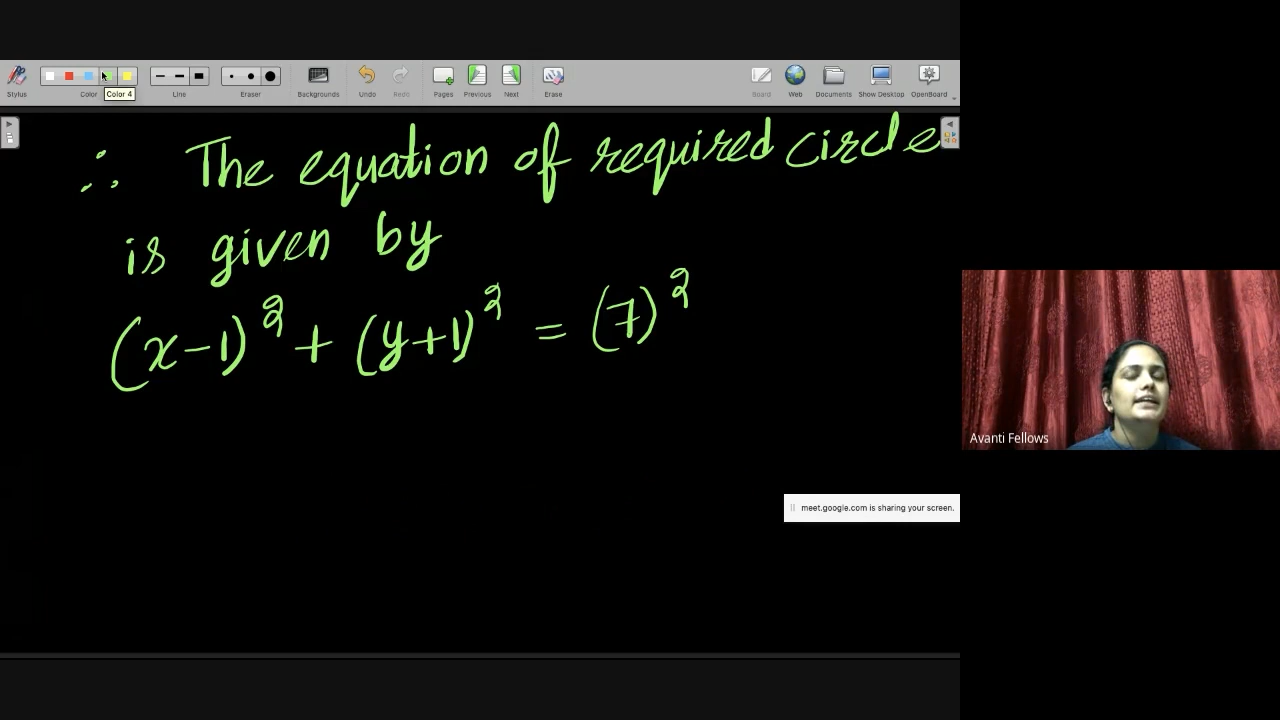 Stylus
Color
Color 4
Line
Eraser
Backgrounds
Undo
Redo
Pages
Previous
Next
Erase
Board
Web
Documents
Show Desktop
OpenBoard
∴ The equation of required circle
is given by
(x-1)² + (y+1)² = (7)²
Avanti Fellows
meet.google.com is sharing your screen.